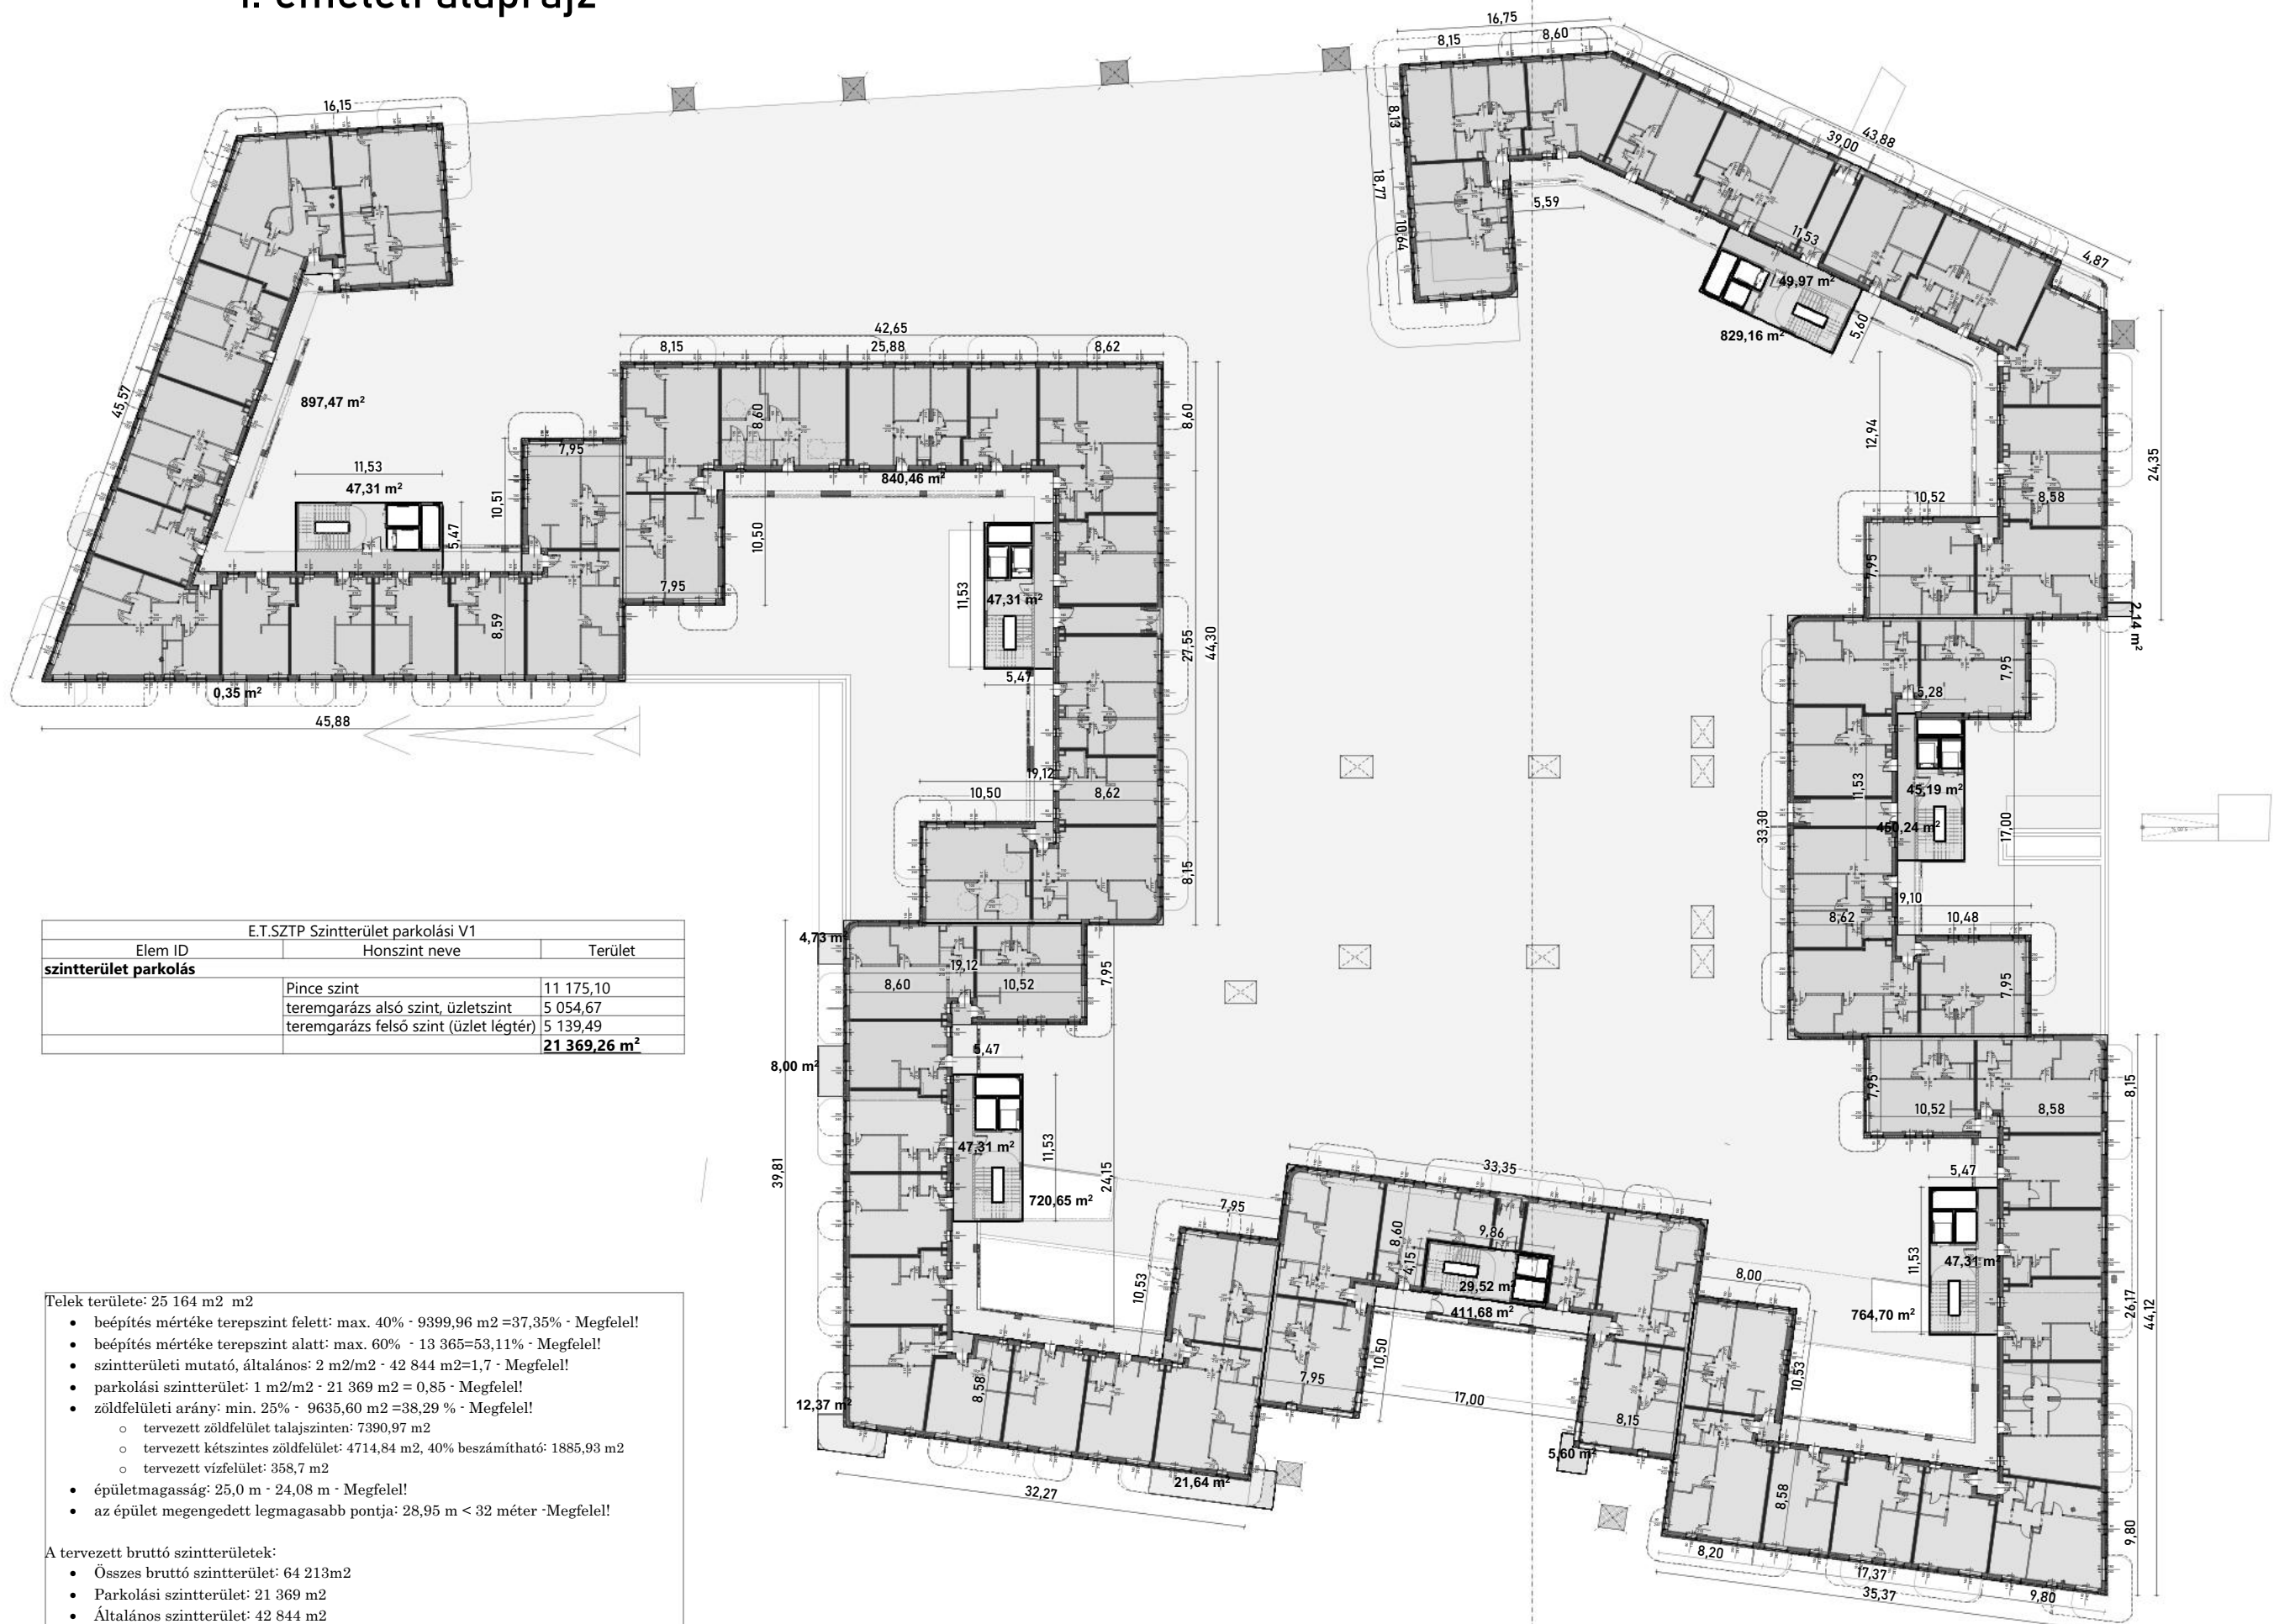 16,75
8,15
8,60
16,15
8,13
39,00
43,88
18,77
5,59
10,64
11,53
4,87
49,97 m²
5,60
829,16 m²
42,65
8,15
25,88
8,62
45,57
897,47 m²
8,60
8,60
12,94
7,95
24,35
11,53
47,31 m²
840,46 m²
10,51
10,52
8,58
5,47
10,50
7,95
7,95
11,53
47,31 m²
2,14 m²
8,59
27,55
44,30
7,95
5,47
5,28
0,35 m²
45,88
19,12
10,50
8,62
11,53
45,19 m²
33,30
450,24 m²
17,00
8,15
19,10
8,62
10,48
E.T.SZTP Szintterület parkolási V1
Elem ID Honszint neve Terület
szintterület parkolás
Pince szint 11 175,10
teremgarázs alsó szint, üzletszint 5 054,67
teremgarázs felső szint (üzlet légtér) 5 139,49
21 369,26 m²
4,73 m²
19,12
8,60
10,52
7,95
7,95
5,47
8,00 m²
7,95
10,52
8,58
8,15
47,31 m²
11,53
39,81
24,15
720,65 m²
33,35
7,95
5,47
8,60
9,86
4,15
29,52 m²
411,68 m²
10,53
8,00
11,53
47,31 m²
764,70 m²
26,17
44,12
10,50
10,53
7,95
17,00
8,58
8,15
12,37 m²
5,60 m²
21,64 m²
32,27
8,58
8,20
17,37
35,37
9,80
9,80
Telek területe: 25 164 m2 m2
• beépítés mértéke terepszint felett: max. 40% - 9399,96 m2 =37,35% - Megfelel!
• beépítés mértéke terepszint alatt: max. 60% - 13 365=53,11% - Megfelel!
• szintterületi mutató, általános: 2 m2/m2 - 42 844 m2=1,7 - Megfelel!
• parkolási szintterület: 1 m2/m2 - 21 369 m2 = 0,85 - Megfelel!
• zöldfelületi arány: min. 25% - 9635,60 m2 =38,29 % - Megfelel!
o tervezett zöldfelület talajszinten: 7390,97 m2
o tervezett kétszintes zöldfelület: 4714,84 m2, 40% beszámítható: 1885,93 m2
o tervezett vízfelület: 358,7 m2
• épületmagasság: 25,0 m - 24,08 m - Megfelel!
• az épület megengedett legmagasabb pontja: 28,95 m < 32 méter -Megfelel!
A tervezett bruttó szintterületek:
• Összes bruttó szintterület: 64 213m2
• Parkolási szintterület: 21 369 m2
• Általános szintterület: 42 844 m2